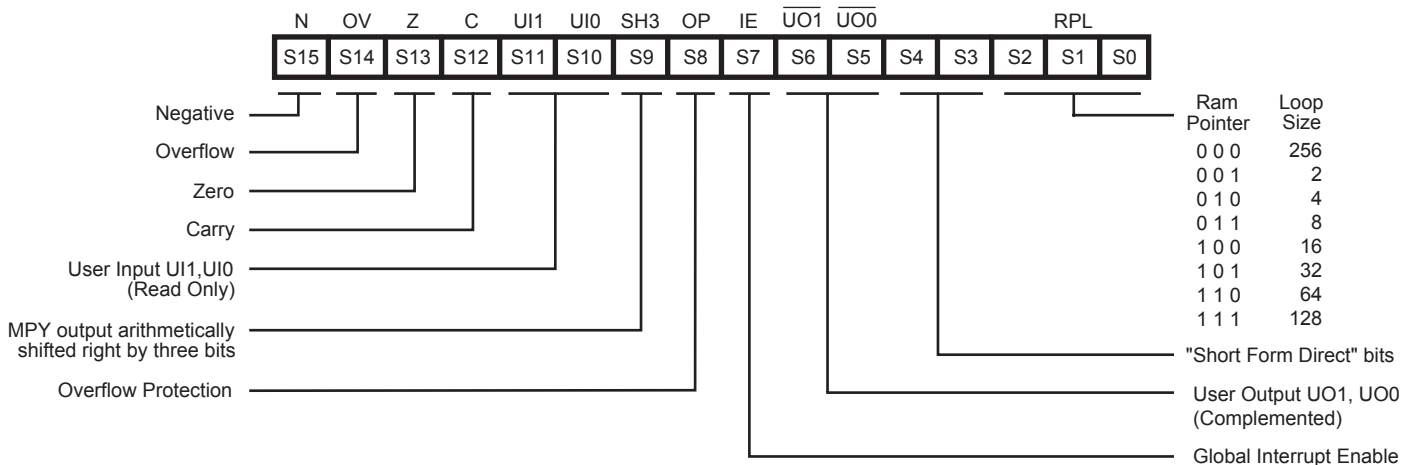 N OV Z C UI1 UI0 SH3 OP IE UO1 UO0 RPL
S15 S14 S13 S12 S11 S10 S9 S8 S7 S6 S5 S4 S3 S2 S1 S0
Negative
Overflow
Zero
Carry
User Input UI1,UI0
(Read Only)
MPY output arithmetically
shifted right by three bits
Overflow Protection
Ram Loop
Pointer Size
0 0 0 256
0 0 1 2
0 1 0 4
0 1 1 8
1 0 0 16
1 0 1 32
1 1 0 64
1 1 1 128
"Short Form Direct" bits
User Output UO1, UO0
(Complemented)
Global Interrupt Enable